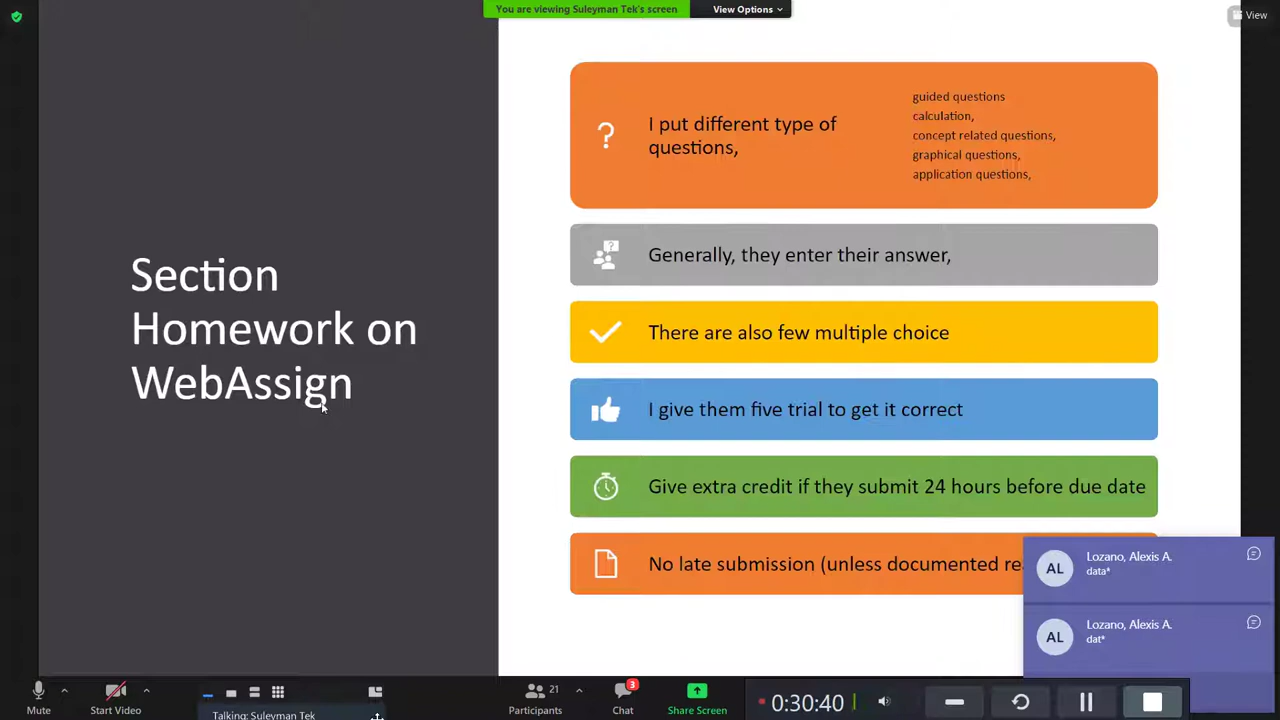 You are viewing Suleyman Tek's screen
View Options
View
Section
Homework on
WebAssign
?
I put different type of
questions,
guided questions
calculation,
concept related questions,
graphical questions,
application questions,
Generally, they enter their answer,
There are also few multiple choice
I give them five trial to get it correct
Give extra credit if they submit 24 hours before due date
No late submission (unless documented
AL
Lozano, Alexis A.
data*
AL
Lozano, Alexis A.
dat*
Mute
Start Video
Talking: Suleyman Tek
21
Participants
3
Chat
Share Screen
0:30:40